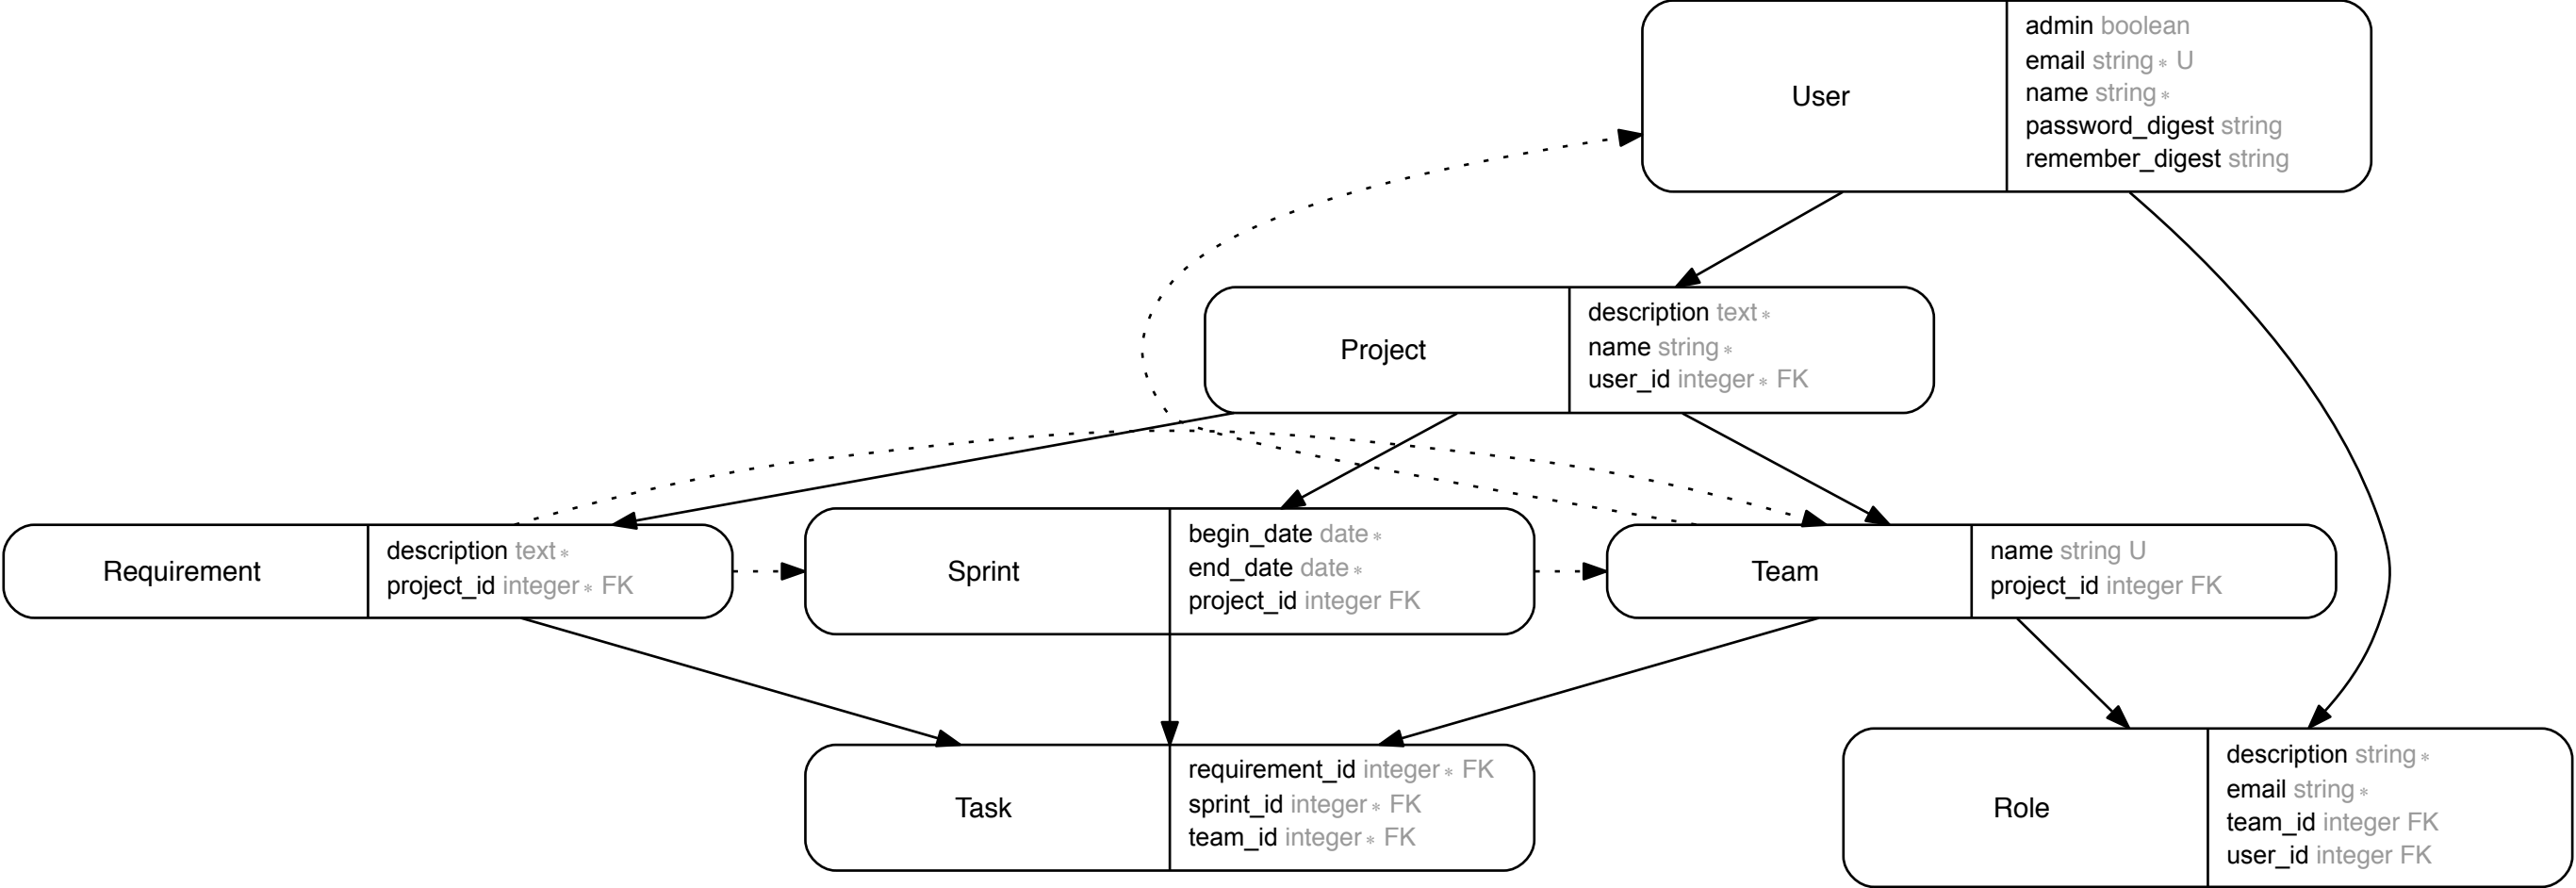 User
admin boolean
email string * U
name string *
password_digest string
remember_digest string
Project
description text *
name string *
user_id integer * FK
Requirement
description text *
project_id integer * FK
Sprint
begin_date date *
end_date date *
project_id integer FK
Team
name string U
project_id integer FK
Task
requirement_id integer * FK
sprint_id integer * FK
team_id integer * FK
Role
description string *
email string *
team_id integer FK
user_id integer FK